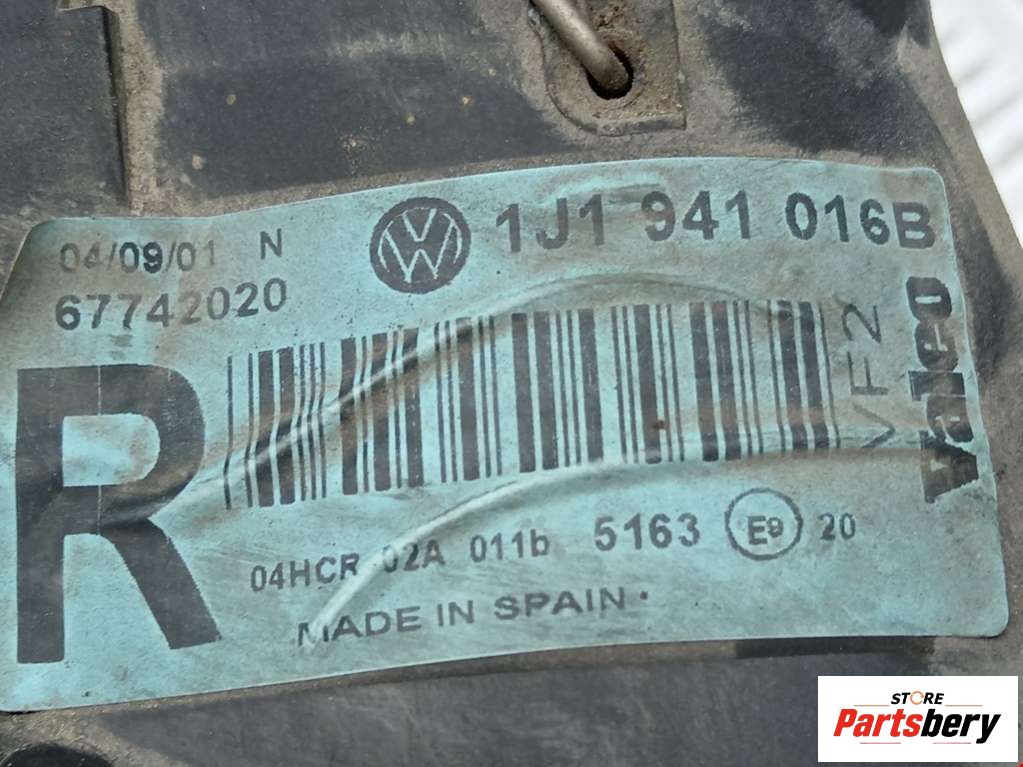 04/09/01 N
67742020
1J1 941 016B
R
VF2
Valeo
04HCR 02A 011b 5163 E9 20
MADE IN SPAIN
STORE
Partsbery